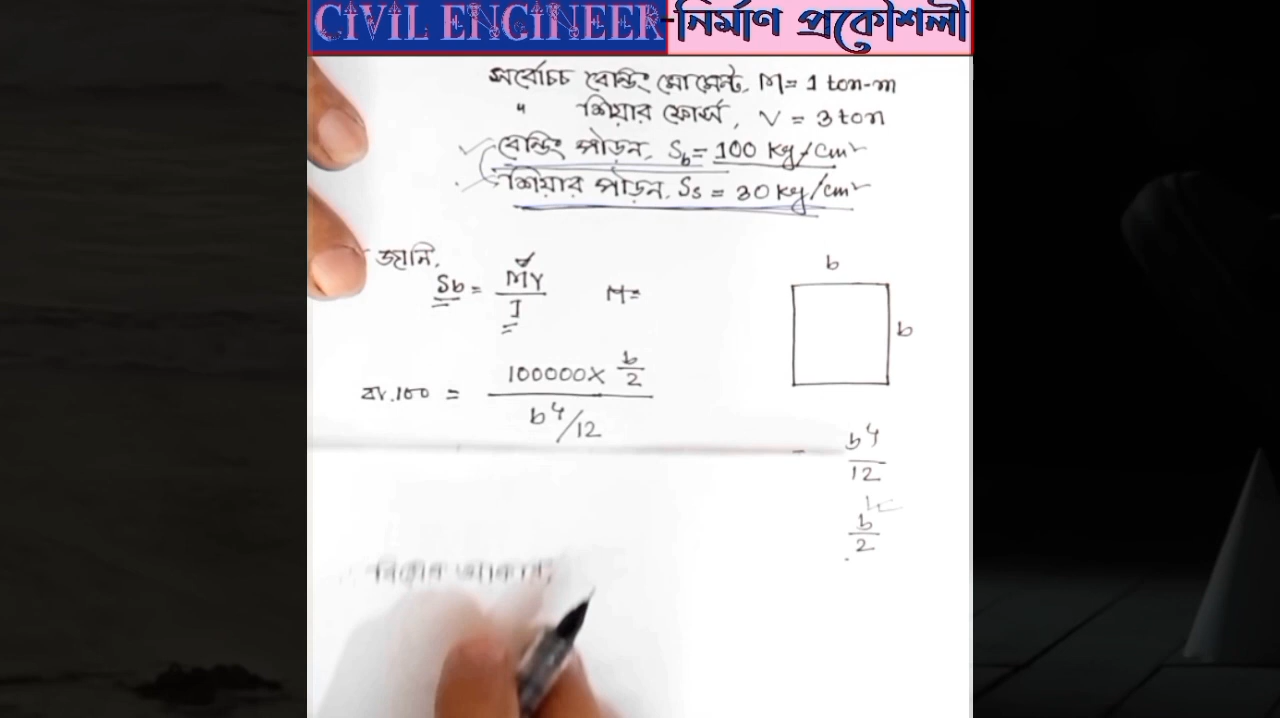 CIVIL ENGINEER-নির্মাণ প্রকৌশলী
সর্বোচ্চ বেন্ডিং মোমেন্ট, M = 1 ton-m
" শিয়ার ফোর্স, V = 3 ton
বেন্ডিং পীড়ন, Sb = 100 Kg/cm²
শিয়ার পীড়ন, Ss = 30 Kg/cm²
জানি,
Sb = MY/I M=
b
b
বা, 100 = 100000 × b/2
b⁴/12
b⁴/12
b/2